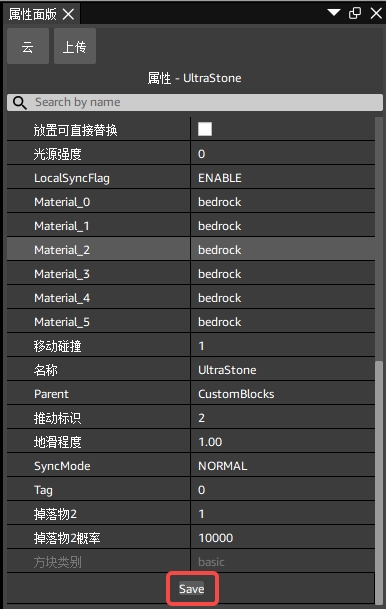 属性面版
云 上传
属性 - UltraStone
Search by name
放置可直接替换
光源强度 0
LocalSyncFlag ENABLE
Material_0 bedrock
Material_1 bedrock
Material_2 bedrock
Material_3 bedrock
Material_4 bedrock
Material_5 bedrock
移动碰撞 1
名称 UltraStone
Parent CustomBlocks
推动标识 2
地滑程度 1.00
SyncMode NORMAL
Tag 0
掉落物2 1
掉落物2概率 10000
方块类别 basic
Save